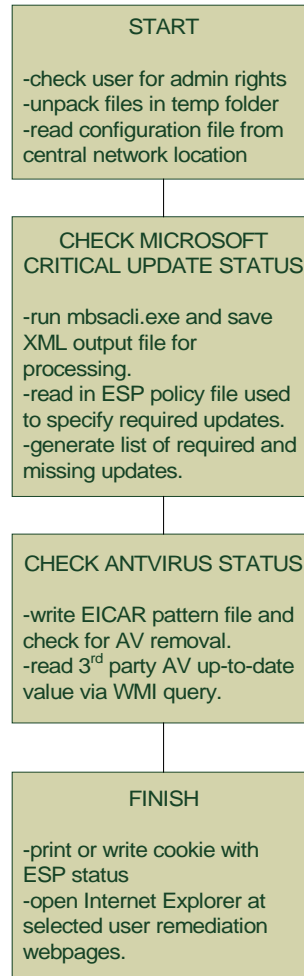 START
-check user for admin rights
-unpack files in temp folder
-read configuration file from
central network location
CHECK MICROSOFT
CRITICAL UPDATE STATUS
-run mbsacli.exe and save
XML output file for
processing.
-read in ESP policy file used
to specify required updates.
-generate list of required and
missing updates.
CHECK ANTVIRUS STATUS
-write EICAR pattern file and
check for AV removal.
-read 3rd party AV up-to-date
value via WMI query.
FINISH
-print or write cookie with
ESP status
-open Internet Explorer at
selected user remediation
webpages.